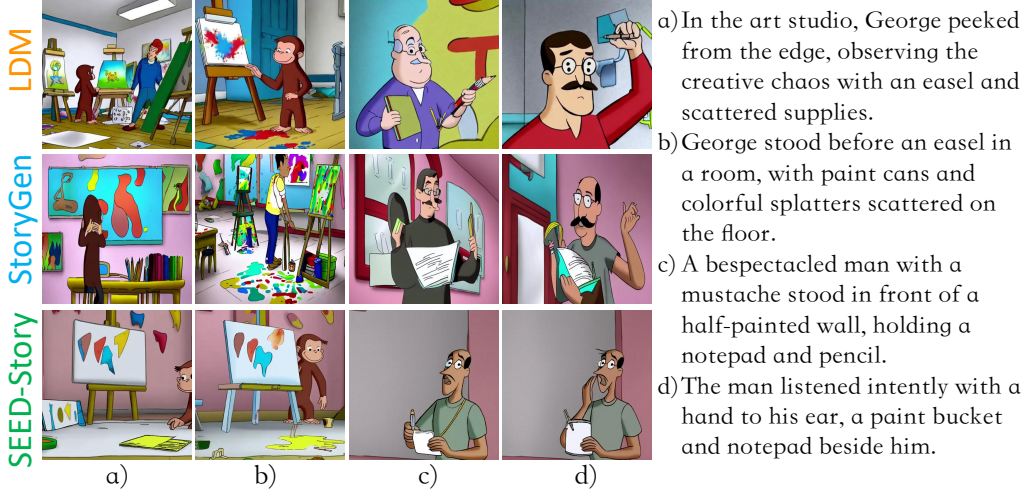 LDM
StoryGen
SEED-Story
a)
b)
c)
d)
a) In the art studio, George peeked
from the edge, observing the
creative chaos with an easel and
scattered supplies.
b) George stood before an easel in
a room, with paint cans and
colorful splatters scattered on
the floor.
c) A bespectacled man with a
mustache stood in front of a
half-painted wall, holding a
notepad and pencil.
d) The man listened intently with a
hand to his ear, a paint bucket
and notepad beside him.